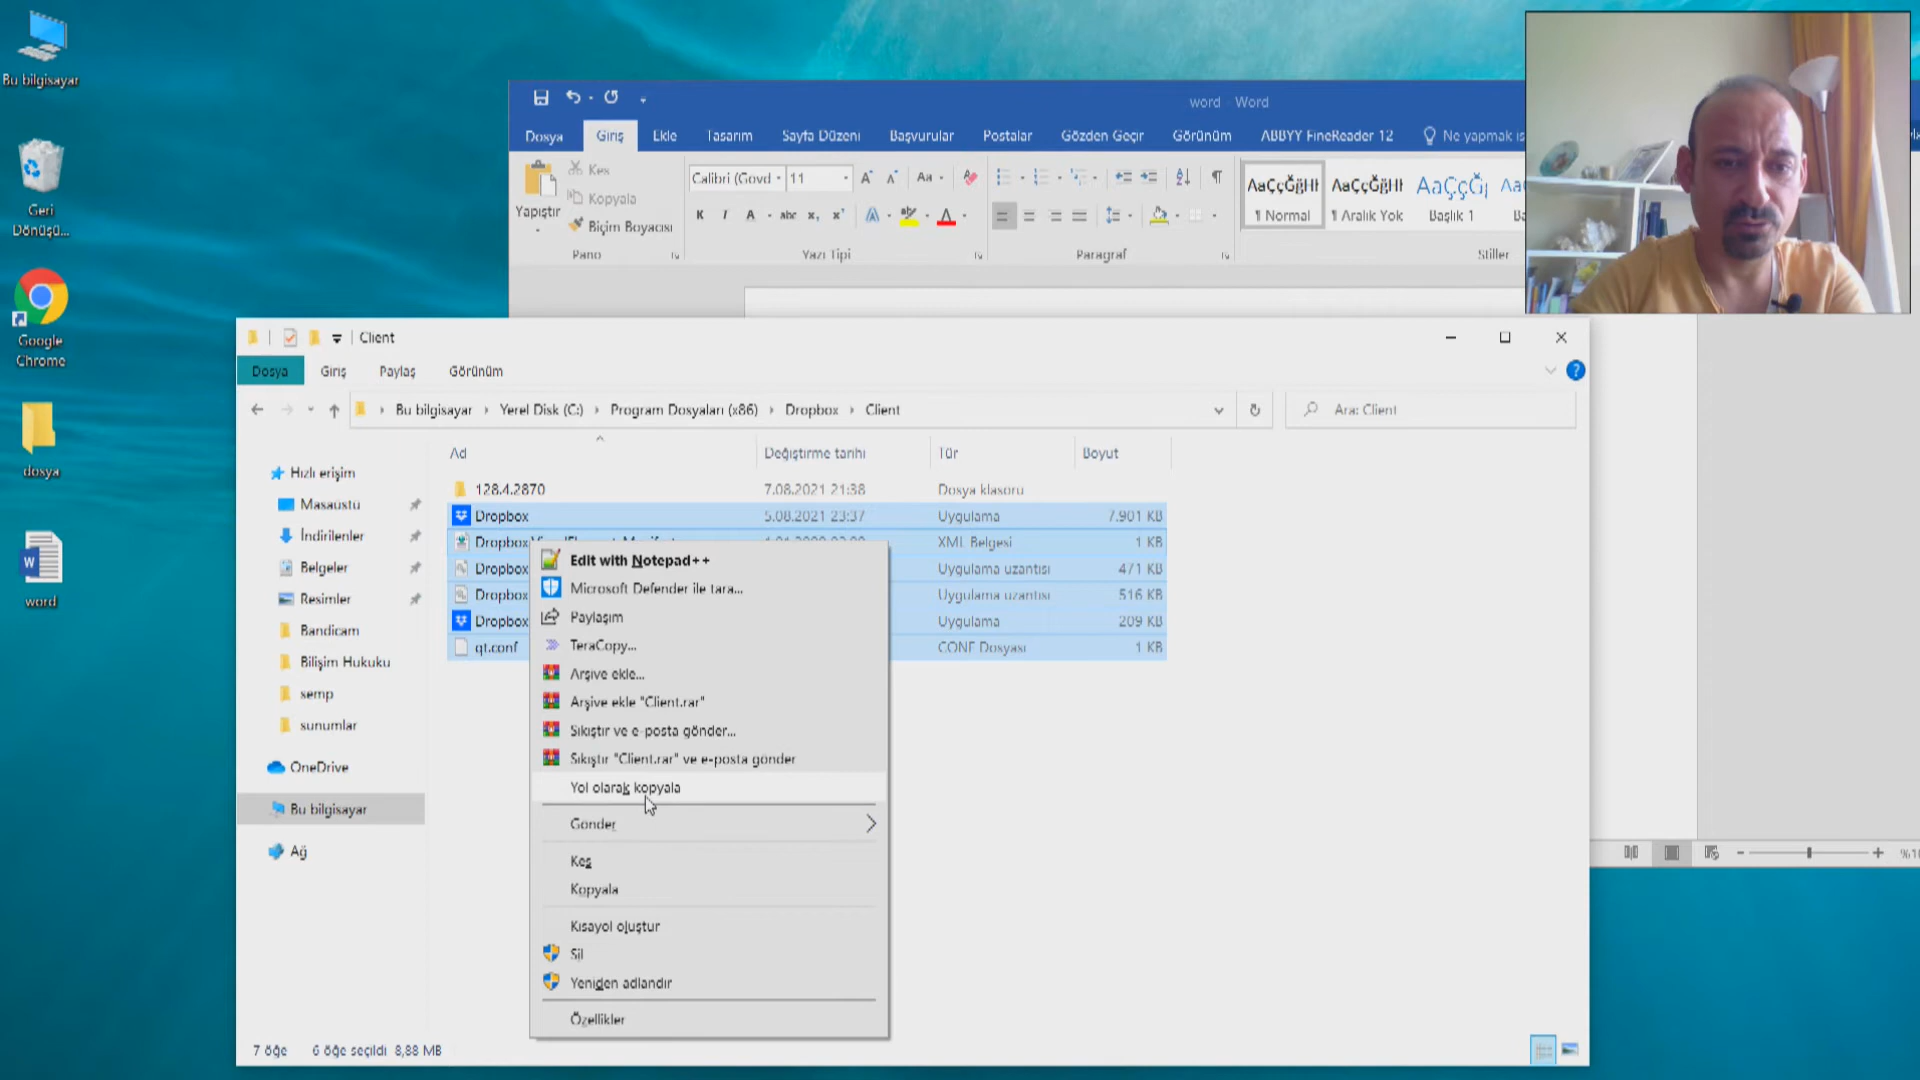 Bu bilgisayar
Geri
Dönüşü...
Google
Chrome
dosya
word
word - Word
Dosya Giriş Ekle Tasarım Sayfa Düzeni Başvurular Postalar Gözden Geçir Görünüm ABBYY FineReader 12 Ne yapmak is
Yapıştır
Kes
Kopyala
Biçim Boyacısı
Pano
Calibri (Gövd 11
Yazı Tipi
Paragraf
AaÇçĞğHł AaÇçĞğHł AaÇçĞğ
¶ Normal ¶ Aralık Yok Başlık 1
Stiller
Client
Dosya Giriş Paylaş Görünüm
Bu bilgisayar > Yerel Disk (C:) > Program Dosyaları (x86) > Dropbox > Client
Ara: Client
Ad Değiştirme tarihi Tür Boyut
Hızlı erişim
Masaüstü
İndirilenler
Belgeler
Resimler
Bandicam
Bilişim Hukuku
semp
sunumlar
OneDrive
Bu bilgisayar
Ağ
128.4.2870 7.08.2021 21:38 Dosya klasörü
Dropbox 5.08.2021 23:37 Uygulama 7.901 KB
Dropbox XML Belgesi 1 KB
Dropbox Uygulama uzantısı 471 KB
Dropbox Uygulama uzantısı 516 KB
Dropbox Uygulama 209 KB
qt.conf CONF Dosyası 1 KB
Edit with Notepad++
Microsoft Defender ile tara...
Paylaşım
TeraCopy...
Arşive ekle...
Arşive ekle "Client.rar"
Sıkıştır ve e-posta gönder...
Sıkıştır "Client.rar" ve e-posta gönder
Yol olarak kopyala
Gönder
Kes
Kopyala
Kısayol oluştur
Sil
Yeniden adlandır
Özellikler
7 öğe 6 öğe seçildi 8,88 MB